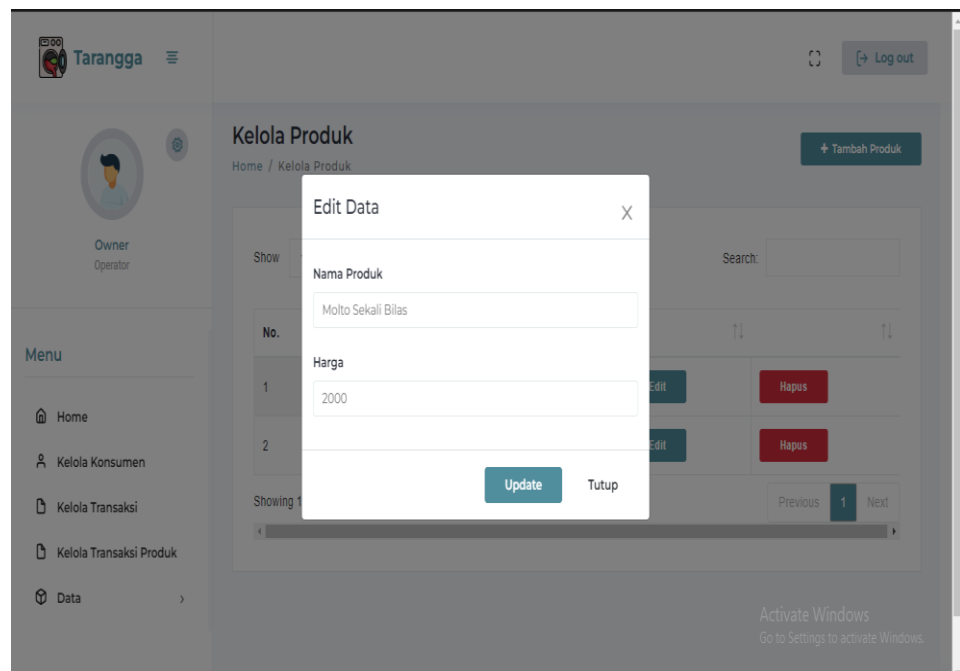 Tarangga
Log out
Owner
Operator
Menu
Home
Kelola Konsumen
Kelola Transaksi
Kelola Transaksi Produk
Data
Kelola Produk
Home / Kelola Produk
+ Tambah Produk
Show
Search:
No.
1
Edit
Hapus
2
Edit
Hapus
Showing 1
Previous 1 Next
Edit Data
X
Nama Produk
Molto Sekali Bilas
Harga
2000
Update
Tutup
Activate Windows
Go to Settings to activate Windows.